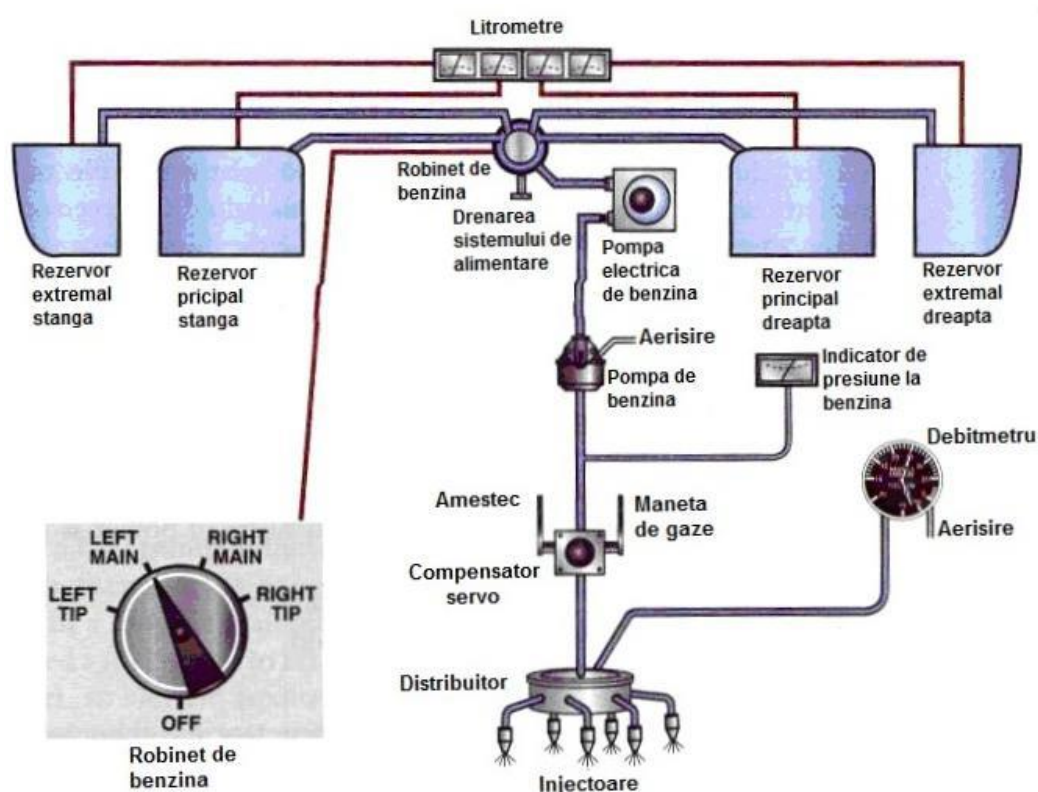 Litrometre
Robinet de
benzina
Drenarea
sistemului de
alimentare
Pompa
electrica
de benzina
Rezervor
extremal
stanga
Rezervor
pricipal
stanga
Rezervor
principal
dreapta
Rezervor
extremal
dreapta
Aerisire
Pompa de
benzina
Indicator de
presiune la
benzina
Debitmetru
Aerisire
Amestec
Maneta
de gaze
Compensator
servo
LEFT
MAIN
RIGHT
MAIN
LEFT
TIP
RIGHT
TIP
OFF
Robinet de
benzina
Distribuitor
Injectoare